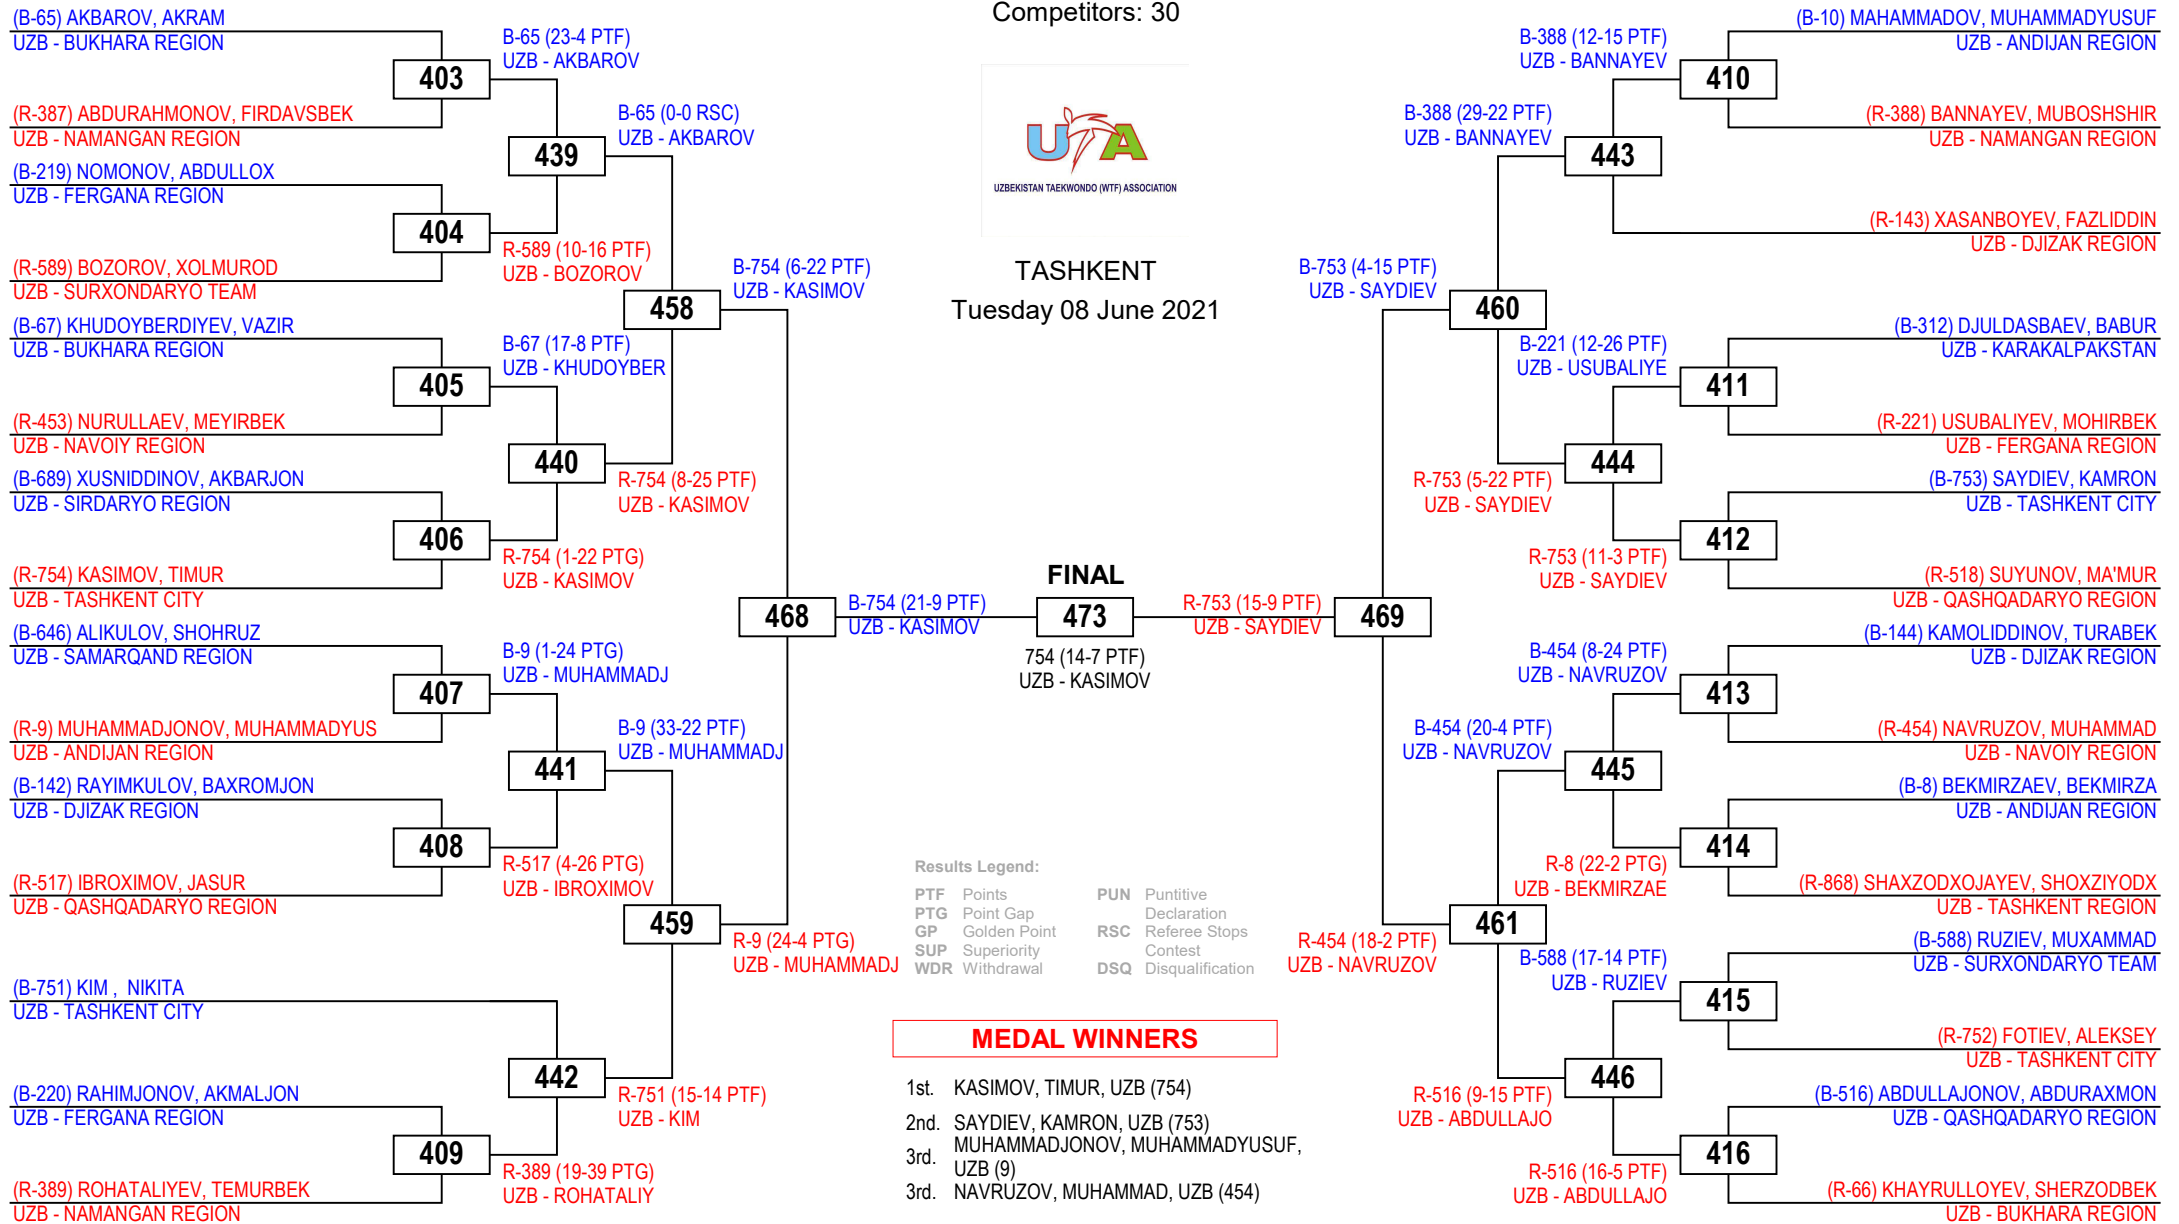 Competitors: 30
UTA
UZBEKISTAN TAEKWONDO (WTF) ASSOCIATION
TASHKENT
Tuesday 08 June 2021
(B-65) AKBAROV, AKRAM
UZB - BUKHARA REGION
403
(R-387) ABDURAHMONOV, FIRDAVSBEK
UZB - NAMANGAN REGION
(B-219) NOMONOV, ABDULLOX
UZB - FERGANA REGION
404
(R-589) BOZOROV, XOLMUROD
UZB - SURXONDARYO TEAM
(B-67) KHUDOYBERDIYEV, VAZIR
UZB - BUKHARA REGION
405
(R-453) NURULLAEV, MEYIRBEK
UZB - NAVOIY REGION
(B-689) XUSNIDDINOV, AKBARJON
UZB - SIRDARYO REGION
406
(R-754) KASIMOV, TIMUR
UZB - TASHKENT CITY
(B-646) ALIKULOV, SHOHRUZ
UZB - SAMARQAND REGION
407
(R-9) MUHAMMADJONOV, MUHAMMADYUS
UZB - ANDIJAN REGION
(B-142) RAYIMKULOV, BAXROMJON
UZB - DJIZAK REGION
408
(R-517) IBROXIMOV, JASUR
UZB - QASHQADARYO REGION
(B-751) KIM , NIKITA
UZB - TASHKENT CITY
(B-220) RAHIMJONOV, AKMALJON
UZB - FERGANA REGION
409
(R-389) ROHATALIYEV, TEMURBEK
UZB - NAMANGAN REGION
B-65 (23-4 PTF)
UZB - AKBAROV
439
R-589 (10-16 PTF)
UZB - BOZOROV
B-67 (17-8 PTF)
UZB - KHUDOYBER
440
R-754 (1-22 PTG)
UZB - KASIMOV
B-9 (1-24 PTG)
UZB - MUHAMMADJ
441
R-517 (4-26 PTG)
UZB - IBROXIMOV
442
R-389 (19-39 PTG)
UZB - ROHATALIY
B-65 (0-0 RSC)
UZB - AKBAROV
458
R-754 (8-25 PTF)
UZB - KASIMOV
B-9 (33-22 PTF)
UZB - MUHAMMADJ
459
R-751 (15-14 PTF)
UZB - KIM
B-754 (6-22 PTF)
UZB - KASIMOV
468
R-9 (24-4 PTG)
UZB - MUHAMMADJ
B-754 (21-9 PTF)
UZB - KASIMOV
FINAL
473
754 (14-7 PTF)
UZB - KASIMOV
R-753 (15-9 PTF)
UZB - SAYDIEV
B-753 (4-15 PTF)
UZB - SAYDIEV
469
R-454 (18-2 PTF)
UZB - NAVRUZOV
B-388 (29-22 PTF)
UZB - BANNAYEV
460
R-753 (5-22 PTF)
UZB - SAYDIEV
B-454 (20-4 PTF)
UZB - NAVRUZOV
461
R-516 (9-15 PTF)
UZB - ABDULLAJO
B-388 (12-15 PTF)
UZB - BANNAYEV
443
B-221 (12-26 PTF)
UZB - USUBALIYE
444
R-753 (11-3 PTF)
UZB - SAYDIEV
B-454 (8-24 PTF)
UZB - NAVRUZOV
445
R-8 (22-2 PTG)
UZB - BEKMIRZAE
B-588 (17-14 PTF)
UZB - RUZIEV
446
R-516 (16-5 PTF)
UZB - ABDULLAJO
(B-10) MAHAMMADOV, MUHAMMADYUSUF
UZB - ANDIJAN REGION
410
(R-388) BANNAYEV, MUBOSHSHIR
UZB - NAMANGAN REGION
(R-143) XASANBOYEV, FAZLIDDIN
UZB - DJIZAK REGION
(B-312) DJULDASBAEV, BABUR
UZB - KARAKALPAKSTAN
411
(R-221) USUBALIYEV, MOHIRBEK
UZB - FERGANA REGION
(B-753) SAYDIEV, KAMRON
UZB - TASHKENT CITY
412
(R-518) SUYUNOV, MA'MUR
UZB - QASHQADARYO REGION
(B-144) KAMOLIDDINOV, TURABEK
UZB - DJIZAK REGION
413
(R-454) NAVRUZOV, MUHAMMAD
UZB - NAVOIY REGION
(B-8) BEKMIRZAEV, BEKMIRZA
UZB - ANDIJAN REGION
414
(R-868) SHAXZODXOJAYEV, SHOXZIYODX
UZB - TASHKENT REGION
(B-588) RUZIEV, MUXAMMAD
UZB - SURXONDARYO TEAM
415
(R-752) FOTIEV, ALEKSEY
UZB - TASHKENT CITY
(B-516) ABDULLAJONOV, ABDURAXMON
UZB - QASHQADARYO REGION
416
(R-66) KHAYRULLOYEV, SHERZODBEK
UZB - BUKHARA REGION
Results Legend:
PTF Points
PTG Point Gap
GP Golden Point
SUP Superiority
WDR Withdrawal
PUN Puntitive
Declaration
RSC Referee Stops
Contest
DSQ Disqualification
MEDAL WINNERS
1st. KASIMOV, TIMUR, UZB (754)
2nd. SAYDIEV, KAMRON, UZB (753)
3rd. MUHAMMADJONOV, MUHAMMADYUSUF,
UZB (9)
3rd. NAVRUZOV, MUHAMMAD, UZB (454)